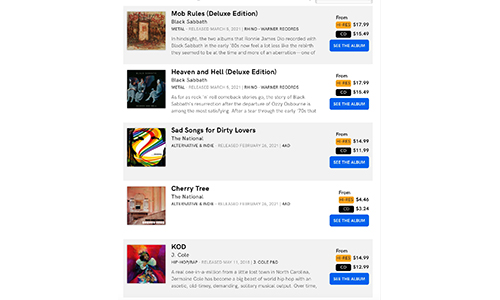 Mob Rules (Deluxe Edition)
Black Sabbath
METAL - RELEASED MARCH 5, 2021 | RHINO - WARNER RECORDS
In hindsight, the two albums that Ronnie James Dio recorded with
Black Sabbath in the early '80s now feel a lot less like the rebirth
they seemed to be at the time and more of an aberration – one of
From
HI-RES $17.99
CD $15.49
SEE THE ALBUM
Heaven and Hell (Deluxe Edition)
Black Sabbath
METAL - RELEASED MARCH 5, 2021 | RHINO - WARNER RECORDS
As far as rock 'n' roll comeback stories go, the story of Black
Sabbath's resurrection after the departure of Ozzy Osbourne is
among the most satisfying. After a tear through the early '70s that
From
HI-RES $17.99
CD $15.49
SEE THE ALBUM
Sad Songs for Dirty Lovers
The National
ALTERNATIVE & INDIE - RELEASED FEBRUARY 26, 2021 | 4AD
From
HI-RES $14.99
CD $11.99
SEE THE ALBUM
Cherry Tree
The National
ALTERNATIVE & INDIE - RELEASED FEBRUARY 26, 2021 | 4AD
From
HI-RES $4.46
CD $3.24
SEE THE ALBUM
KOD
J. Cole
HIP-HOP/RAP - RELEASED MAY 11, 2018 | J. COLE P&D
A real one-in-a-million from a little lost town in North Carolina,
Jermaine Cole has become a big beast of world hip hop with an
ascetic, old timey, demanding, solitary musical output. Over time,
From
HI-RES $14.99
CD $12.99
SEE THE ALBUM